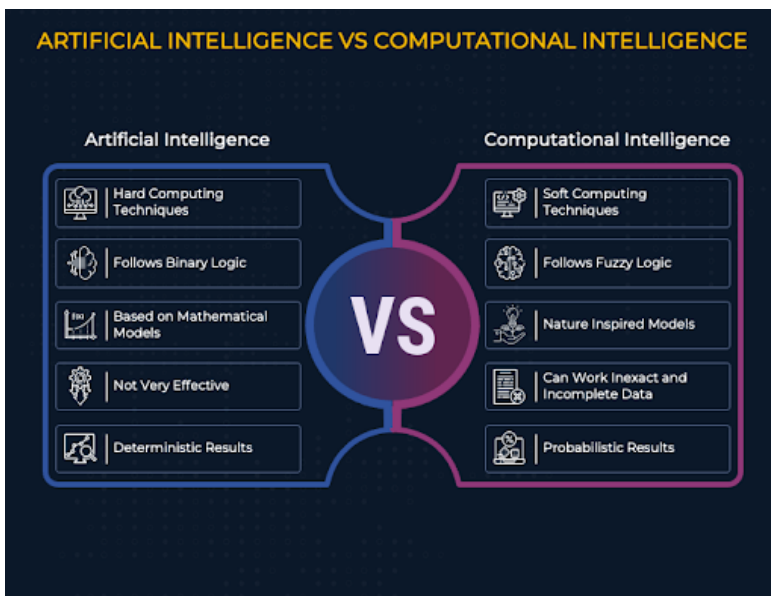 ARTIFICIAL INTELLIGENCE VS COMPUTATIONAL INTELLIGENCE
Artificial Intelligence
Hard Computing
Techniques
Follows Binary Logic
Based on Mathematical
Models
Not Very Effective
Deterministic Results
VS
Computational Intelligence
Soft Computing
Techniques
Follows Fuzzy Logic
Nature Inspired Models
Can Work Inexact and
Incomplete Data
Probabilistic Results